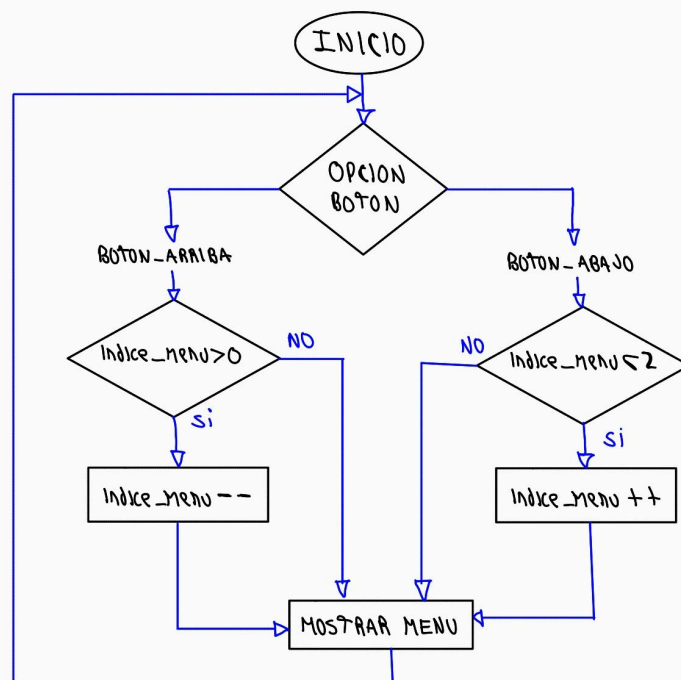 INICIO
OPCION
BOTON
BOTON_ARRIBA
BOTON_ABAJO
Indice_menu>0
NO
NO
Indice_menu<2
Si
Si
Indice_menu--
Indice_menu++
MOSTRAR MENU